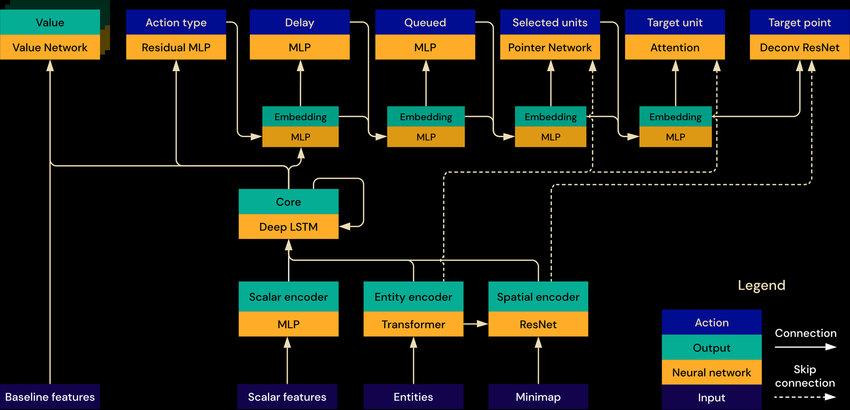 Value
Value Network
Action type
Residual MLP
Delay
MLP
Queued
MLP
Selected units
Pointer Network
Target unit
Attention
Target point
Deconv ResNet
Embedding
MLP
Embedding
MLP
Embedding
MLP
Embedding
MLP
Core
Deep LSTM
Scalar encoder
MLP
Entity encoder
Transformer
Spatial encoder
ResNet
Baseline features
Scalar features
Entities
Minimap
Legend
Action
Output
Neural network
Input
Connection
Skip
connection